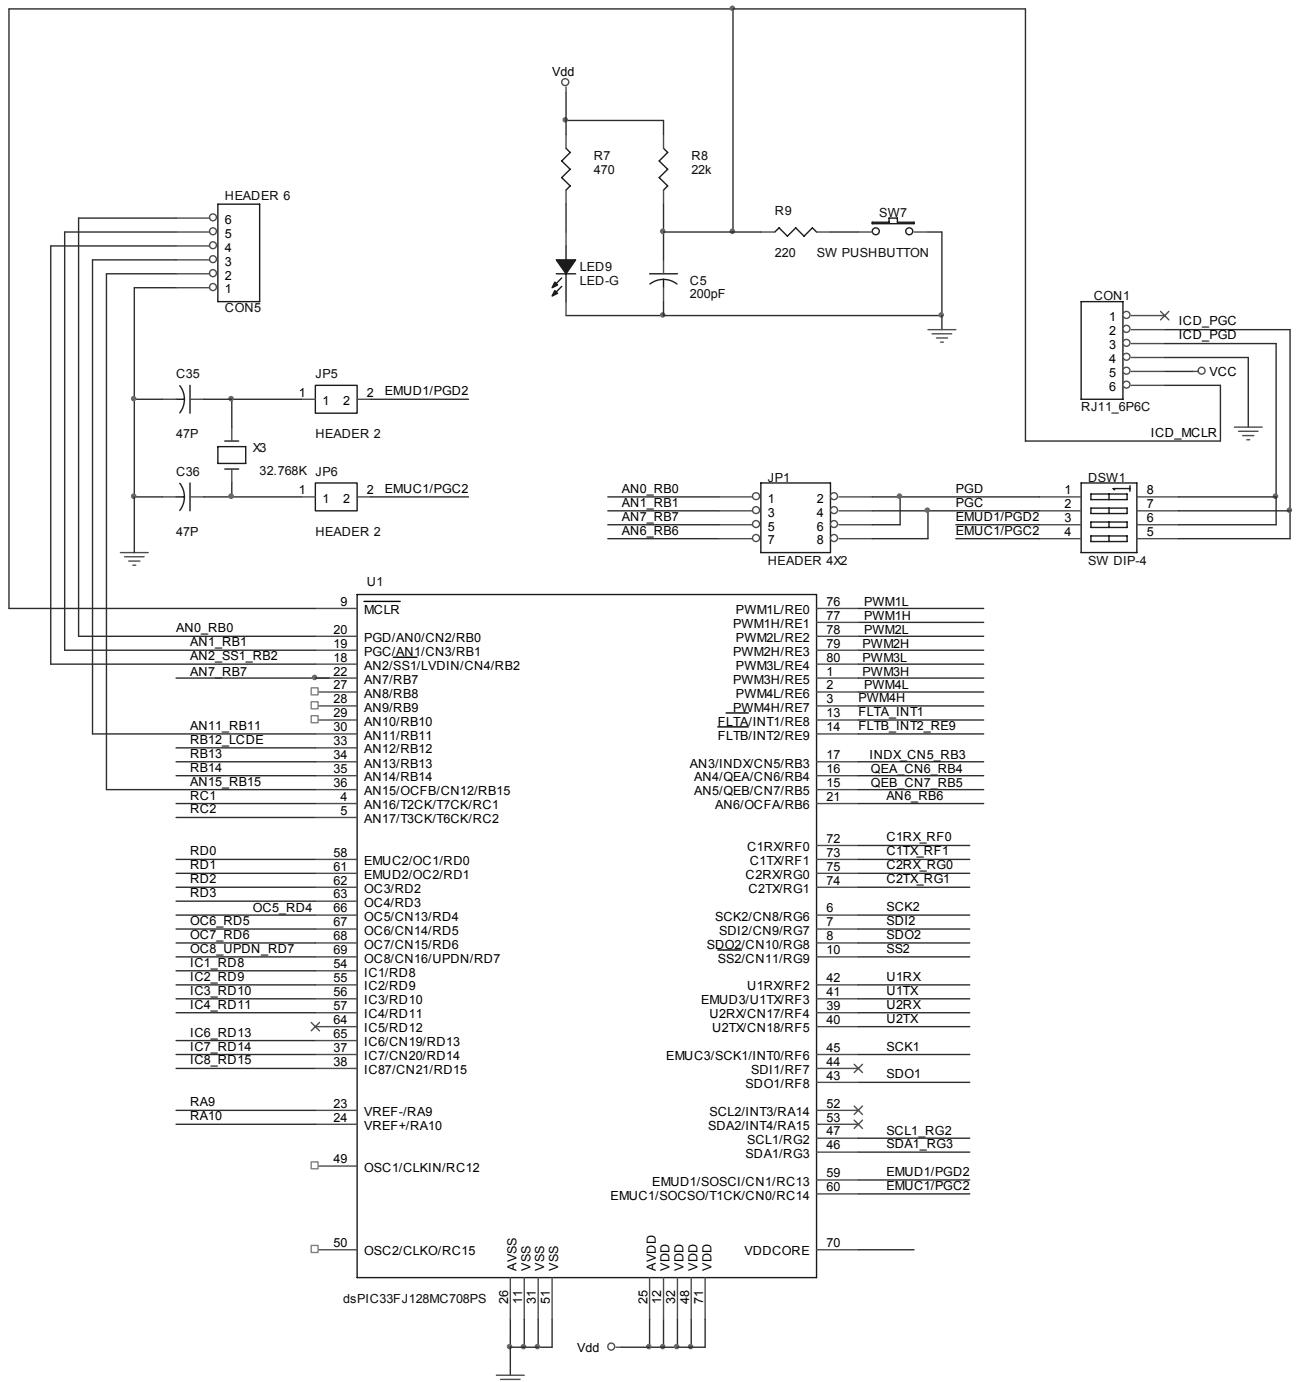 Vdd
R7
470
R8
22k
R9
220
SW7
SW PUSHBUTTON
LED9
LED-G
C5
200pF
HEADER 6
6
5
4
3
2
1
CON5
CON1
1
2
3
4
5
6
ICD_PGC
ICD_PGD
VCC
RJ11_6P6C
ICD_MCLR
C35
47P
JP5
1
1 2
2
EMUD1/PGD2
HEADER 2
X3
32.768K
C36
47P
JP6
1
1 2
2
EMUC1/PGC2
HEADER 2
JP1
AN0_RB0
AN1_RB1
AN7_RB7
AN6_RB6
1 2
3 4
5 6
7 8
HEADER 4X2
DSW1
PGD 1 8
PGC 2 7
EMUD1/PGD2 3 6
EMUC1/PGC2 4 5
SW DIP-4
U1
9 MCLR
AN0_RB0 20 PGD/AN0/CN2/RB0
AN1_RB1 19 PGC/AN1/CN3/RB1
AN2_SS1_RB2 18 AN2/SS1/LVDIN/CN4/RB2
AN7_RB7 22 AN7/RB7
27 AN8/RB8
28 AN9/RB9
29 AN10/RB10
AN11_RB11 30 AN11/RB11
RB12_LCDE 33 AN12/RB12
RB13 34 AN13/RB13
RB14 35 AN14/RB14
AN15_RB15 36 AN15/OCFB/CN12/RB15
RC1 4 AN16/T2CK/T7CK/RC1
RC2 5 AN17/T3CK/T6CK/RC2
RD0 58 EMUC2/OC1/RD0
RD1 61 EMUD2/OC2/RD1
RD2 62 OC3/RD2
RD3 63 OC4/RD3
OC5_RD4 66 OC5/CN13/RD4
OC6_RD5 67 OC6/CN14/RD5
OC7_RD6 68 OC7/CN15/RD6
OC8_UPDN_RD7 69 OC8/CN16/UPDN/RD7
IC1_RD8 54 IC1/RD8
IC2_RD9 55 IC2/RD9
IC3_RD10 56 IC3/RD10
IC4_RD11 57 IC4/RD11
64 IC5/RD12
IC6_RD13 65 IC6/CN19/RD13
IC7_RD14 37 IC7/CN20/RD14
IC8_RD15 38 IC87/CN21/RD15
RA9 23 VREF-/RA9
RA10 24 VREF+/RA10
49 OSC1/CLKIN/RC12
50 OSC2/CLKO/RC15
PWM1L/RE0 76 PWM1L
PWM1H/RE1 77 PWM1H
PWM2L/RE2 78 PWM2L
PWM2H/RE3 79 PWM2H
PWM3L/RE4 80 PWM3L
PWM3H/RE5 1 PWM3H
PWM4L/RE6 2 PWM4L
PWM4H/RE7 3 PWM4H
FLTA/INT1/RE8 13 FLTA_INT1
FLTB/INT2/RE9 14 FLTB_INT2_RE9
AN3/INDX/CN5/RB3 17 INDX_CN5_RB3
AN4/QEA/CN6/RB4 16 QEA_CN6_RB4
AN5/QEB/CN7/RB5 15 QEB_CN7_RB5
AN6/OCFA/RB6 21 AN6_RB6
C1RX/RF0 72 C1RX_RF0
C1TX/RF1 73 C1TX_RF1
C2RX/RG0 75 C2RX_RG0
C2TX/RG1 74 C2TX_RG1
SCK2/CN8/RG6 6 SCK2
SDI2/CN9/RG7 7 SDI2
SDO2/CN10/RG8 8 SDO2
SS2/CN11/RG9 10 SS2
U1RX/RF2 42 U1RX
EMUD3/U1TX/RF3 41 U1TX
U2RX/CN17/RF4 39 U2RX
U2TX/CN18/RF5 40 U2TX
EMUC3/SCK1/INT0/RF6 45 SCK1
SDI1/RF7 44
SDO1/RF8 43 SDO1
SCL2/INT3/RA14 52
SDA2/INT4/RA15 53
SCL1/RG2 47 SCL1_RG2
SDA1/RG3 46 SDA1_RG3
EMUD1/SOSCI/CN1/RC13 59 EMUD1/PGD2
EMUC1/SOCSO/T1CK/CN0/RC14 60 EMUC1/PGC2
VDDCORE 70
AVSS VSS VSS VSS
AVDD VDD VDD VDD VDD
dsPIC33FJ128MC708PS
26 11 31 51
25 12 32 48 71
Vdd